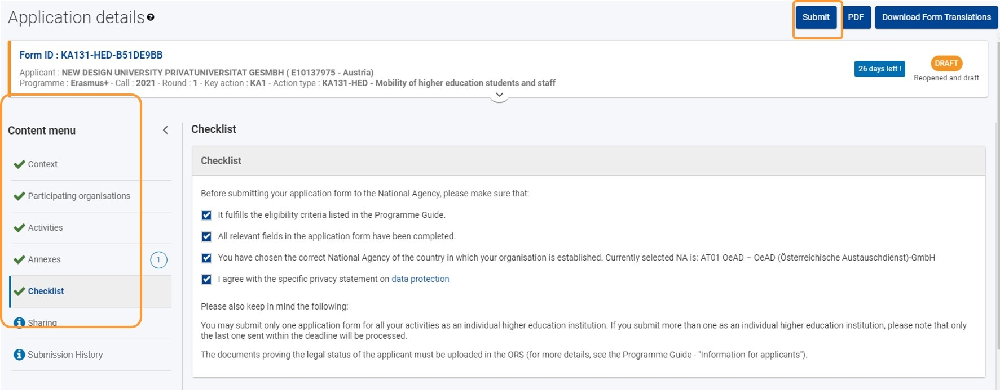 Application details
Submit
PDF
Download Form Translations
Form ID : KA131-HED-B51DE9BB
Applicant : NEW DESIGN UNIVERSITY PRIVATUNIVERSITAT GESMBH ( E10137975 - Austria)
Programme : Erasmus+ - Call : 2021 - Round : 1 - Key action : KA1 - Action type : KA131-HED - Mobility of higher education students and staff
26 days left !
DRAFT
Reopened and draft
Content menu
Context
Participating organisations
Activities
Annexes
1
Checklist
Sharing
Submission History
Checklist
Checklist
Before submitting your application form to the National Agency, please make sure that:
It fulfills the eligibility criteria listed in the Programme Guide.
All relevant fields in the application form have been completed.
You have chosen the correct National Agency of the country in which your organisation is established. Currently selected NA is: AT01 OeAD – OeAD (Österreichische Austauschdienst)-GmbH
I agree with the specific privacy statement on data protection
Please also keep in mind the following:
You may submit only one application form for all your activities as an individual higher education institution. If you submit more than one as an individual higher education institution, please note that only
the last one sent within the deadline will be processed.
The documents proving the legal status of the applicant must be uploaded in the ORS (for more details, see the Programme Guide - "Information for applicants").